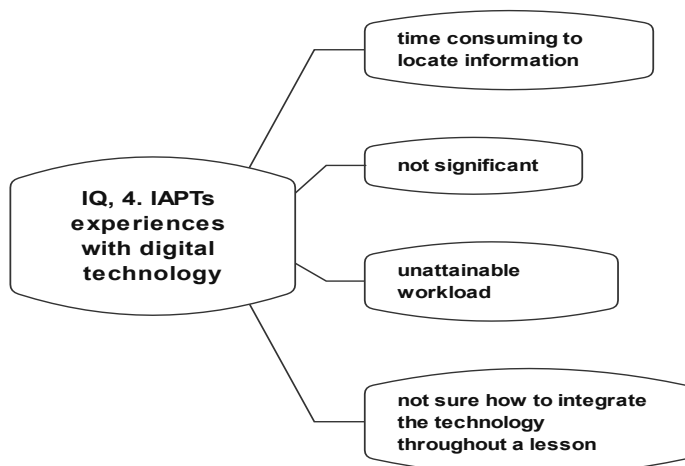 IQ, 4. IAPTs
experiences
with digital
technology
time consuming to
locate information
not significant
unattainable
workload
not sure how to integrate
the technology
throughout a lesson